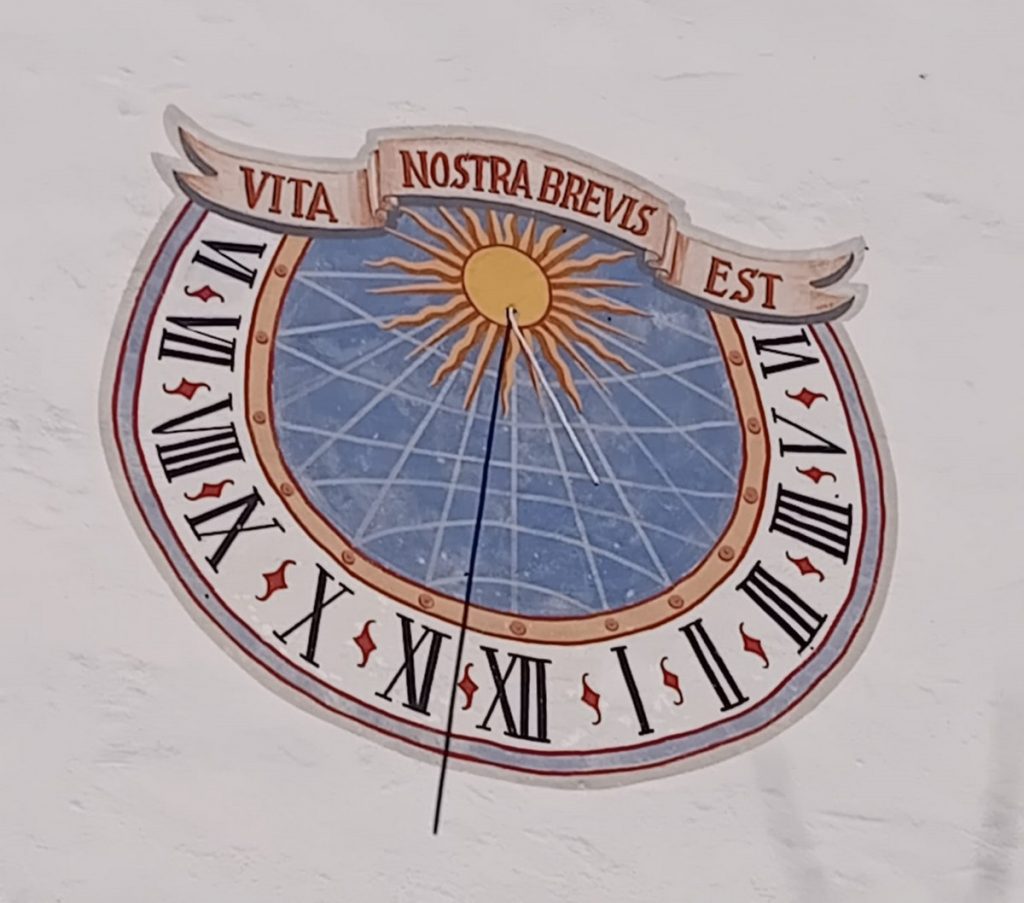 VITA NOSTRA BREVIS EST
VI VII VIII IX X XI XII I II III IIII V VI